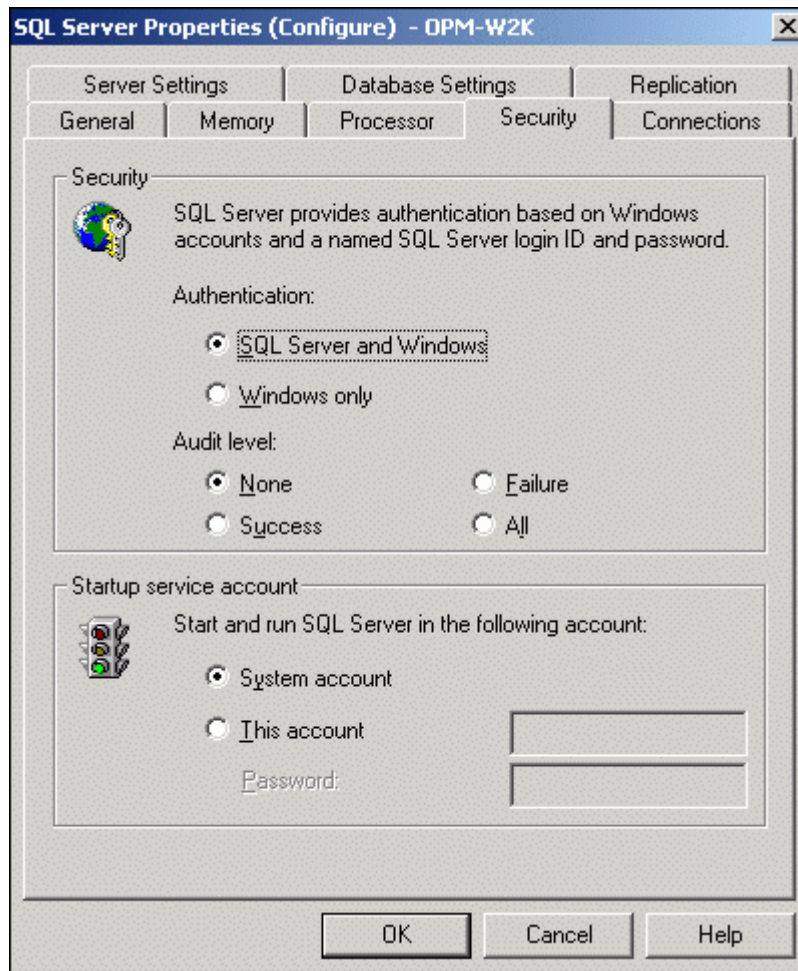 SQL Server Properties (Configure) - OPM-W2K
Server Settings
Database Settings
Replication
General
Memory
Processor
Security
Connections
Security
SQL Server provides authentication based on Windows
accounts and a named SQL Server login ID and password.
Authentication:
SQL Server and Windows
Windows only
Audit level:
None
Failure
Success
All
Startup service account
Start and run SQL Server in the following account:
System account
This account
Password:
OK
Cancel
Help